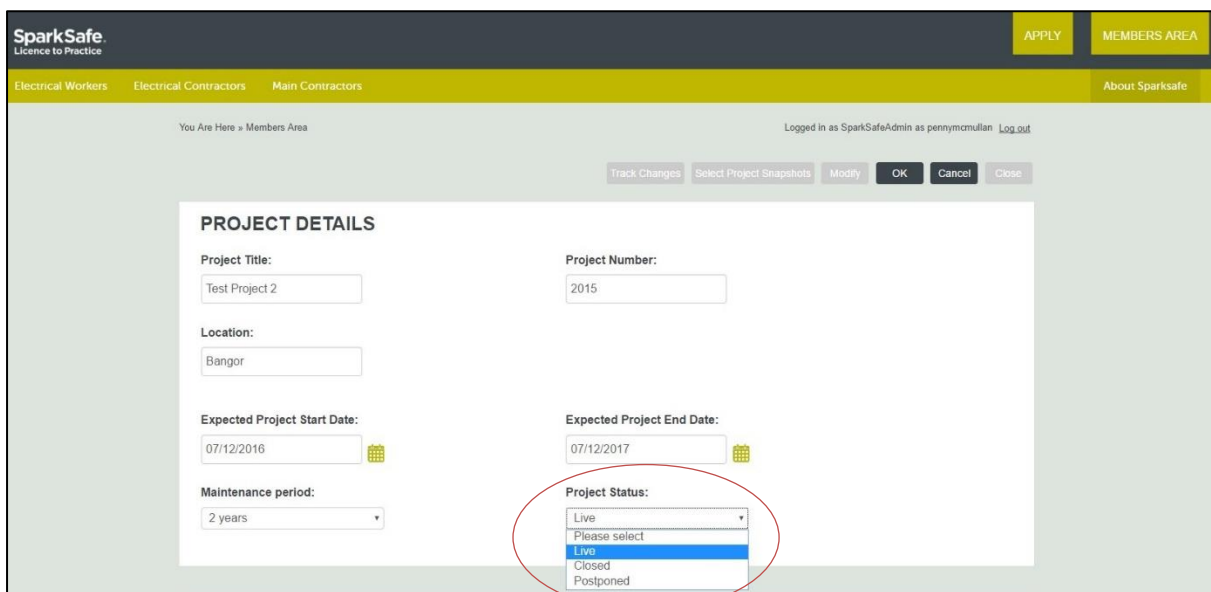 SparkSafe.
Licence to Practice
APPLY
MEMBERS AREA
Electrical Workers
Electrical Contractors
Main Contractors
About Sparksafe
You Are Here » Members Area
Logged in as SparkSafeAdmin as pennymcmullan Log out
Track Changes
Select Project Snapshots
Modify
OK
Cancel
Close
PROJECT DETAILS
Project Title:
Project Number:
Test Project 2
2015
Location:
Bangor
Expected Project Start Date:
Expected Project End Date:
07/12/2016
07/12/2017
Maintenance period:
Project Status:
2 years
Live
Please select
Live
Closed
Postponed